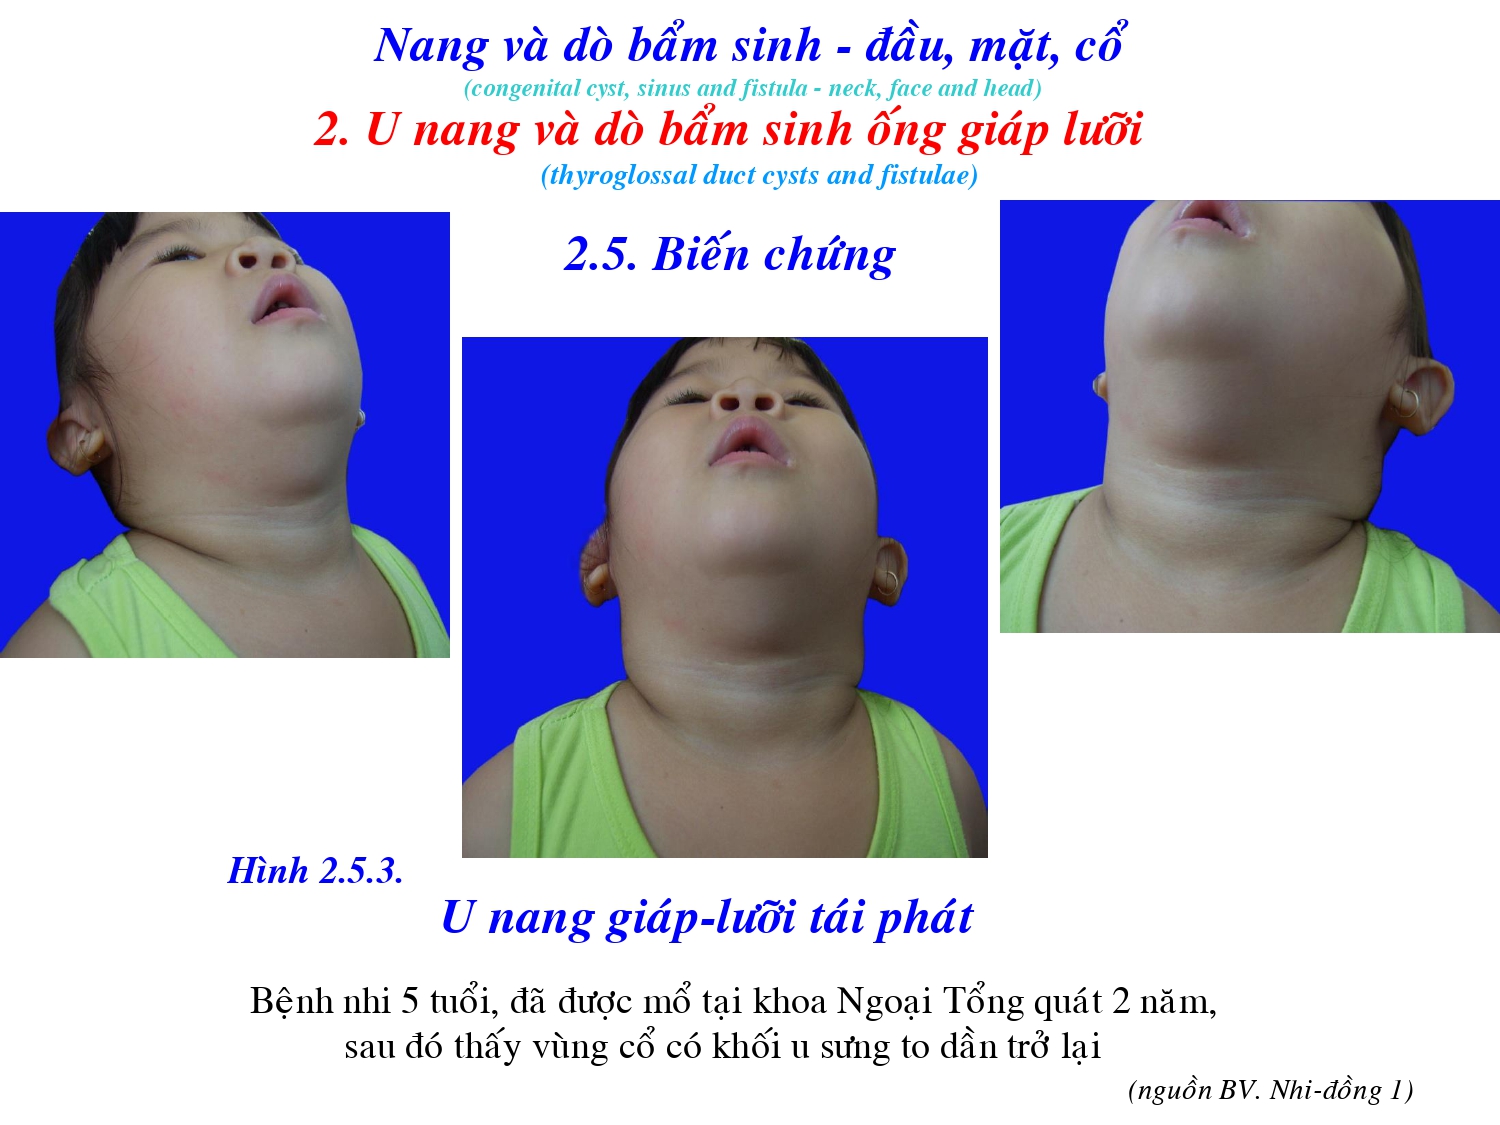 Nang và dò bẩm sinh - đầu, mặt, cổ
(congenital cyst, sinus and fistula - neck, face and head)
2. U nang và dò bẩm sinh ống giáp lưỡi
(thyroglossal duct cysts and fistulae)
2.5. Biến chứng
Hình 2.5.3.
U nang giáp-lưỡi tái phát
Bệnh nhi 5 tuổi, đã được mổ tại khoa Ngoại Tổng quát 2 năm,
sau đó thấy vùng cổ có khối u sưng to dần trở lại
(nguồn BV. Nhi-đồng 1)